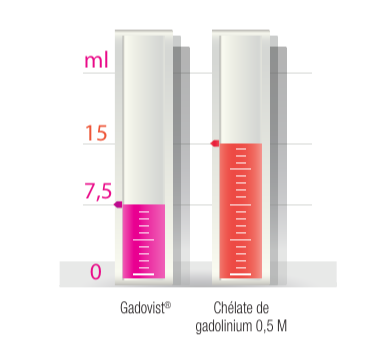 ml
15
7,5
0
Gadovist®
Chélate de
gadolinium 0,5 M